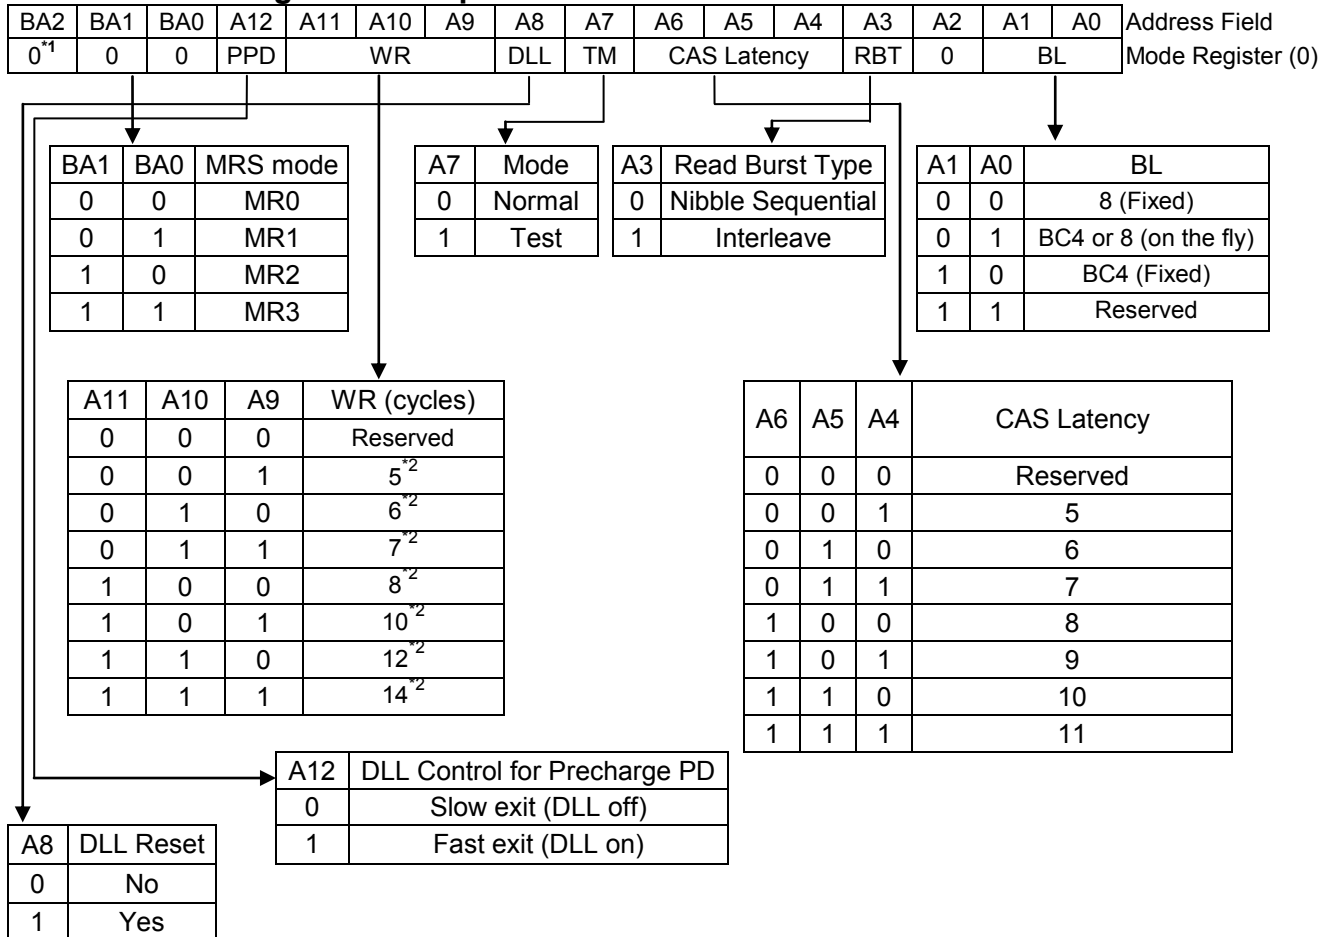 BA2 BA1 BA0 A12 A11 A10 A9 A8 A7 A6 A5 A4 A3 A2 A1 A0 Address Field
0*1 0 0 PPD WR DLL TM CAS Latency RBT 0 BL Mode Register (0)
BA1 BA0 MRS mode
0 0 MR0
0 1 MR1
1 0 MR2
1 1 MR3
A7 Mode
0 Normal
1 Test
A3 Read Burst Type
0 Nibble Sequential
1 Interleave
A1 A0 BL
0 0 8 (Fixed)
0 1 BC4 or 8 (on the fly)
1 0 BC4 (Fixed)
1 1 Reserved
A11 A10 A9 WR (cycles)
0 0 0 Reserved
0 0 1 5*2
0 1 0 6*2
0 1 1 7*2
1 0 0 8*2
1 0 1 10*2
1 1 0 12*2
1 1 1 14*2
A6 A5 A4 CAS Latency
0 0 0 Reserved
0 0 1 5
0 1 0 6
0 1 1 7
1 0 0 8
1 0 1 9
1 1 0 10
1 1 1 11
A12 DLL Control for Precharge PD
0 Slow exit (DLL off)
1 Fast exit (DLL on)
A8 DLL Reset
0 No
1 Yes